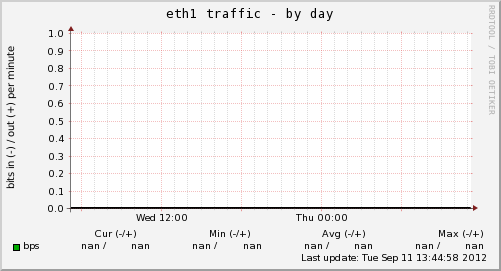 eth1 traffic - by day
RRDTOOL / TOBI OETIKER
bits in (-) / out (+) per minute
1.0
0.9
0.8
0.7
0.6
0.5
0.4
0.3
0.2
0.1
0.0
Wed 12:00 Thu 00:00
Cur (-/+) Min (-/+) Avg (-/+) Max (-/+)
bps nan / nan nan / nan nan / nan nan / nan
Last update: Tue Sep 11 13:44:58 2012